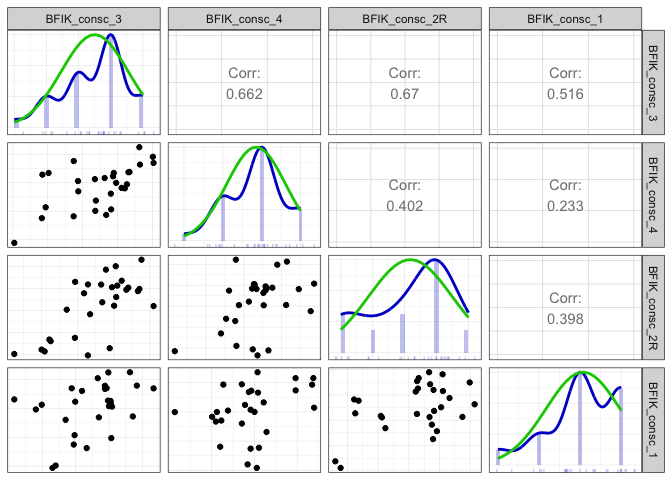 BFIK_consc_3
BFIK_consc_4
BFIK_consc_2R
BFIK_consc_1
Corr:
0.662
Corr:
0.67
Corr:
0.516
BFIK_consc_3
Corr:
0.402
Corr:
0.233
BFIK_consc_4
Corr:
0.398
BFIK_consc_2R
BFIK_consc_1